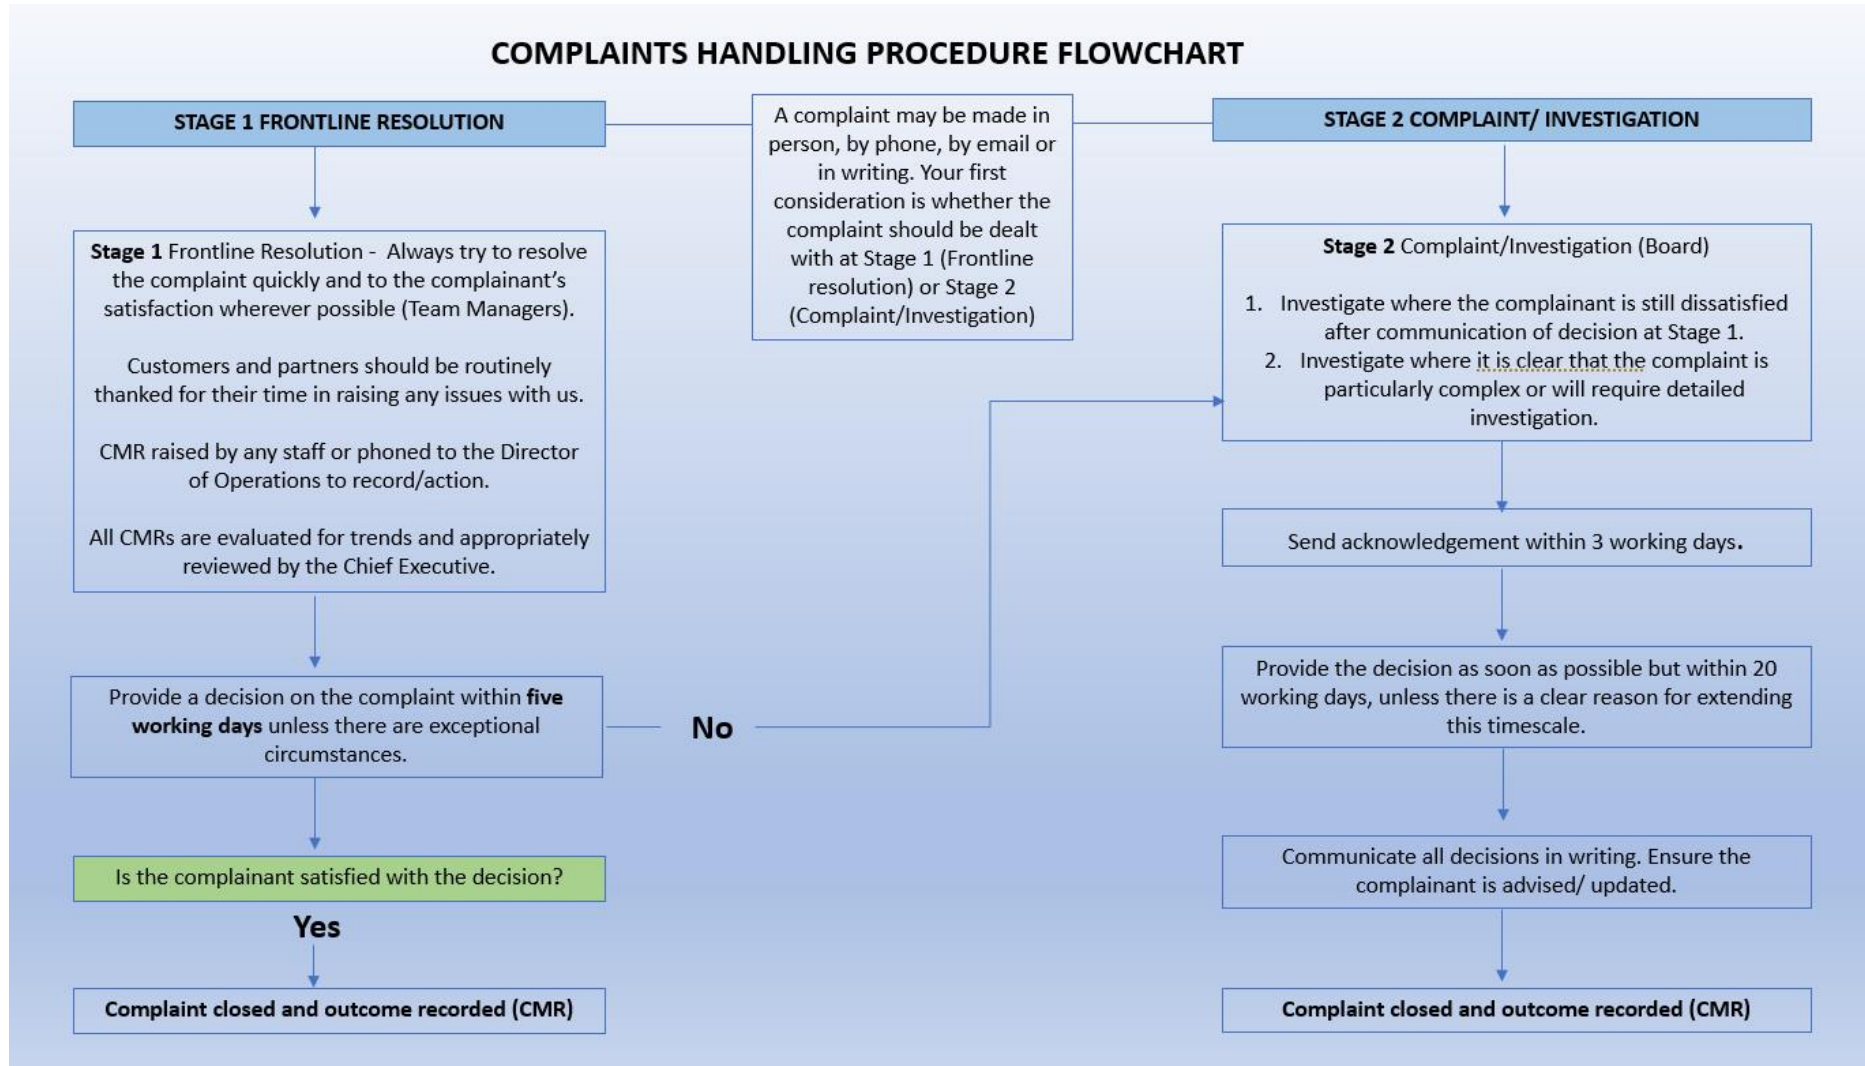 COMPLAINTS HANDLING PROCEDURE FLOWCHART
STAGE 1 FRONTLINE RESOLUTION
A complaint may be made in
person, by phone, by email or
in writing. Your first
consideration is whether the
complaint should be dealt
with at Stage 1 (Frontline
resolution) or Stage 2
(Complaint/Investigation)
STAGE 2 COMPLAINT/ INVESTIGATION
Stage 1 Frontline Resolution - Always try to resolve
the complaint quickly and to the complainant's
satisfaction wherever possible (Team Managers).
Customers and partners should be routinely
thanked for their time in raising any issues with us.
CMR raised by any staff or phoned to the Director
of Operations to record/action.
All CMRs are evaluated for trends and appropriately
reviewed by the Chief Executive.
Provide a decision on the complaint within five
working days unless there are exceptional
circumstances.
No
Is the complainant satisfied with the decision?
Yes
Complaint closed and outcome recorded (CMR)
Stage 2 Complaint/Investigation (Board)
1. Investigate where the complainant is still dissatisfied
after communication of decision at Stage 1.
2. Investigate where it is clear that the complaint is
particularly complex or will require detailed
investigation.
Send acknowledgement within 3 working days.
Provide the decision as soon as possible but within 20
working days, unless there is a clear reason for extending
this timescale.
Communicate all decisions in writing. Ensure the
complainant is advised/ updated.
Complaint closed and outcome recorded (CMR)